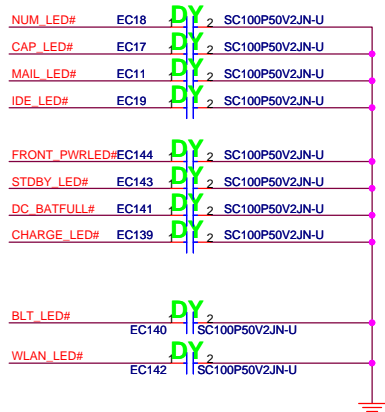 NUM_LED# EC18 1 DY 2 SC100P50V2JN-U
CAP_LED# EC17 1 DY 2 SC100P50V2JN-U
MAIL_LED# EC11 1 DY 2 SC100P50V2JN-U
IDE_LED# EC19 1 DY 2 SC100P50V2JN-U
FRONT_PWRLED# EC144 1 DY 2 SC100P50V2JN-U
STDBY_LED# EC143 1 DY 2 SC100P50V2JN-U
DC_BATFULL# EC141 1 DY 2 SC100P50V2JN-U
CHARGE_LED# EC139 1 DY 2 SC100P50V2JN-U
BLT_LED# 1 DY 2
EC140 SC100P50V2JN-U
WLAN_LED# 1 DY 2
EC142 SC100P50V2JN-U